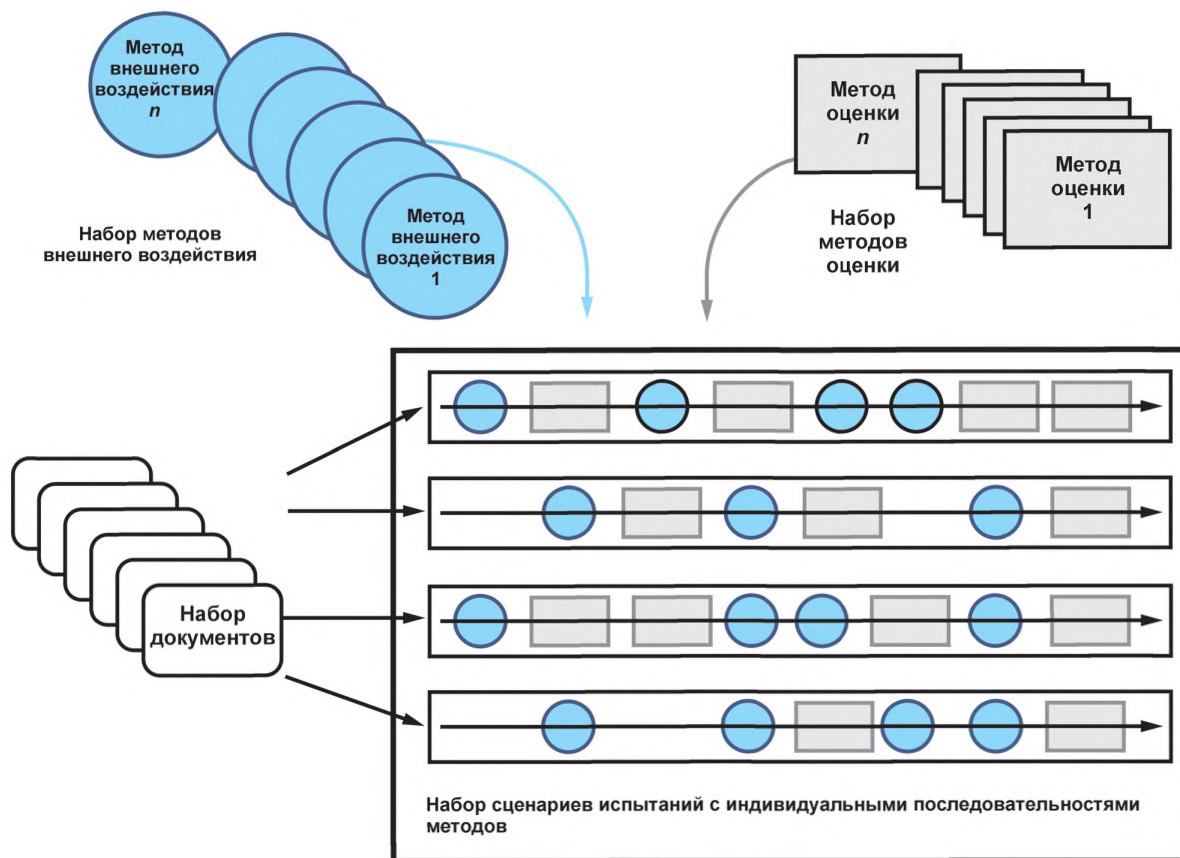 Метод
внешнего
воздействия
n
Метод
внешнего
воздействия
1
Набор методов
внешнего воздействия
Метод
оценки
n
Метод
оценки
1
Набор
методов
оценки
Набор
документов
Набор сценариев испытаний с индивидуальными последовательностями
методов